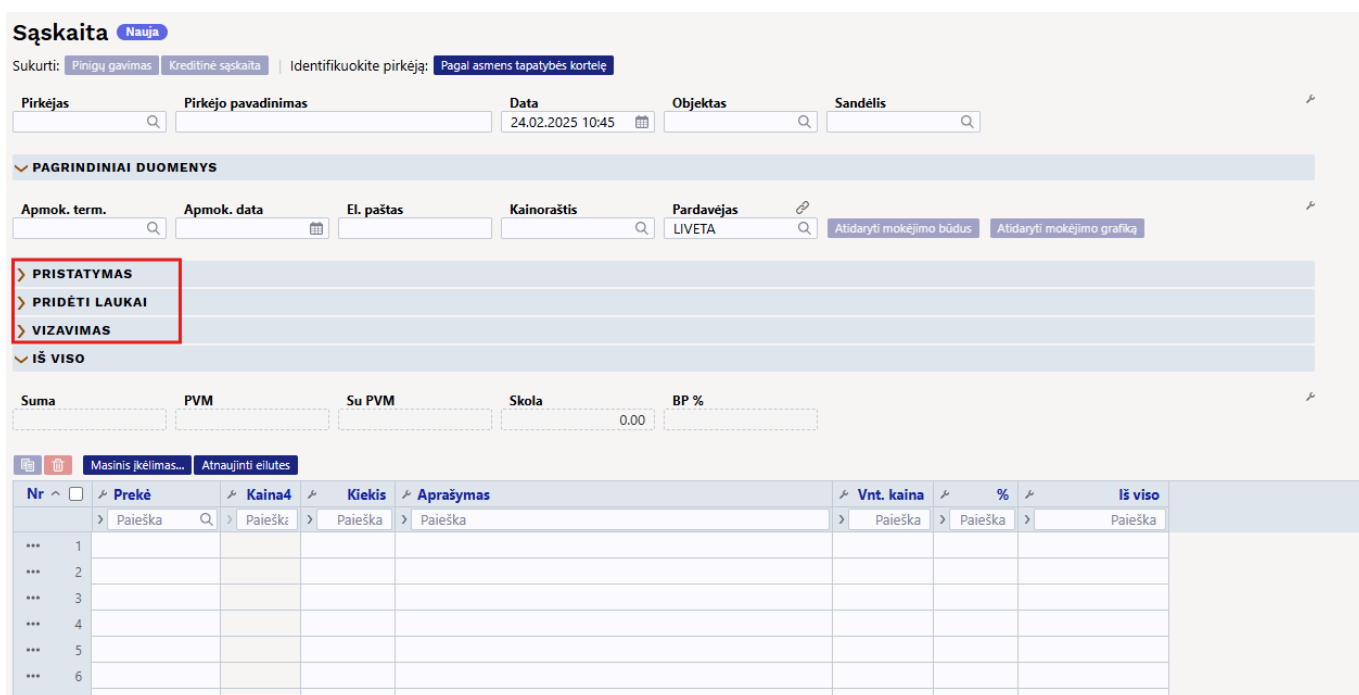 Sąskaita Nauja
Sukurti: Pinigų gavimas Kreditinė sąskaita | Identifikuokite pirkėją: Pagal asmens tapatybės kortelę
Pirkėjas Pirkėjo pavadinimas Data Objektas Sandėlis
24.02.2025 10:45
PAGRINDINIAI DUOMENYS
Apmok. term. Apmok. data El. paštas Kainoraštis Pardavėjas
LIVETA Atidaryti mokėjimo būdus Atidaryti mokėjimo grafiką
PRISTATYMAS
PRIDĖTI LAUKAI
VIZAVIMAS
IŠ VISO
Suma PVM Su PVM Skola BP %
0.00
Masinis įkėlimas... Atnaujinti eilutes
Nr Prekė Kaina4 Kiekis Aprašymas Vnt. kaina % Iš viso
Paieška Paieška Paieška Paieška Paieška Paieška Paieška
1
2
3
4
5
6